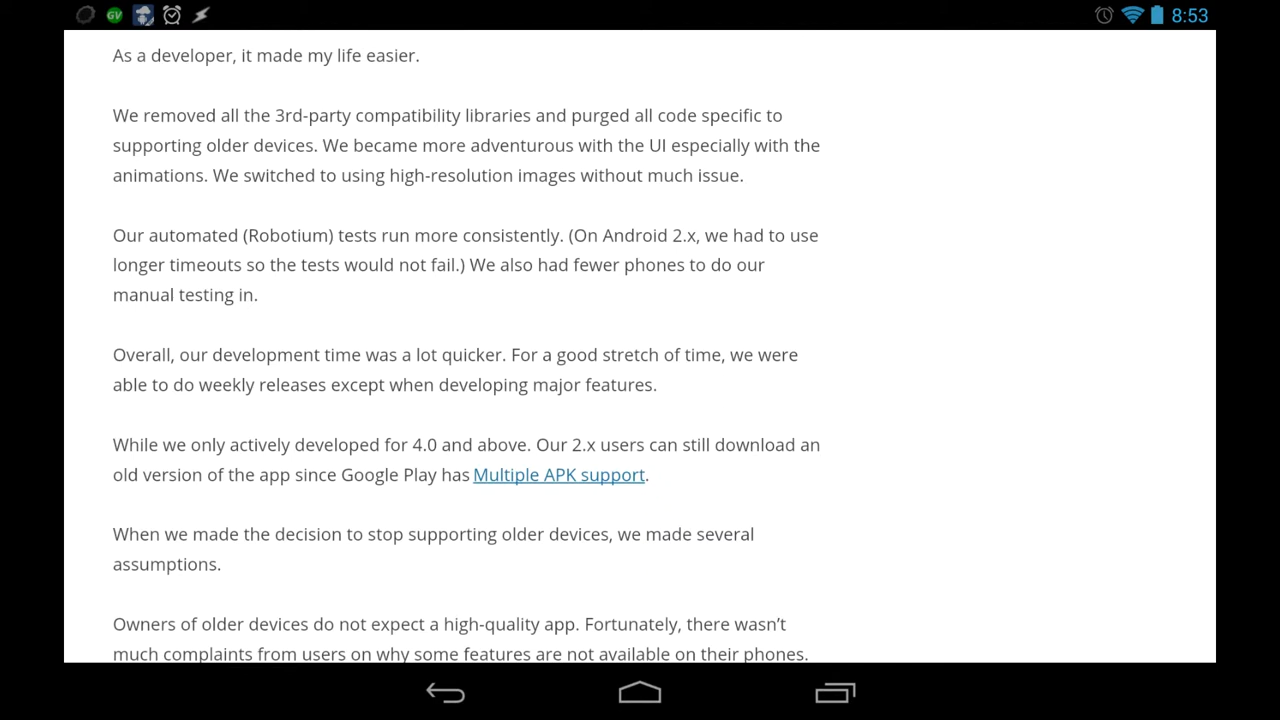 GV
8:53
As a developer, it made my life easier.
We removed all the 3rd-party compatibility libraries and purged all code specific to
supporting older devices. We became more adventurous with the UI especially with the
animations. We switched to using high-resolution images without much issue.
Our automated (Robotium) tests run more consistently. (On Android 2.x, we had to use
longer timeouts so the tests would not fail.) We also had fewer phones to do our
manual testing in.
Overall, our development time was a lot quicker. For a good stretch of time, we were
able to do weekly releases except when developing major features.
While we only actively developed for 4.0 and above. Our 2.x users can still download an
old version of the app since Google Play has Multiple APK support.
When we made the decision to stop supporting older devices, we made several
assumptions.
Owners of older devices do not expect a high-quality app. Fortunately, there wasn’t
much complaints from users on why some features are not available on their phones.